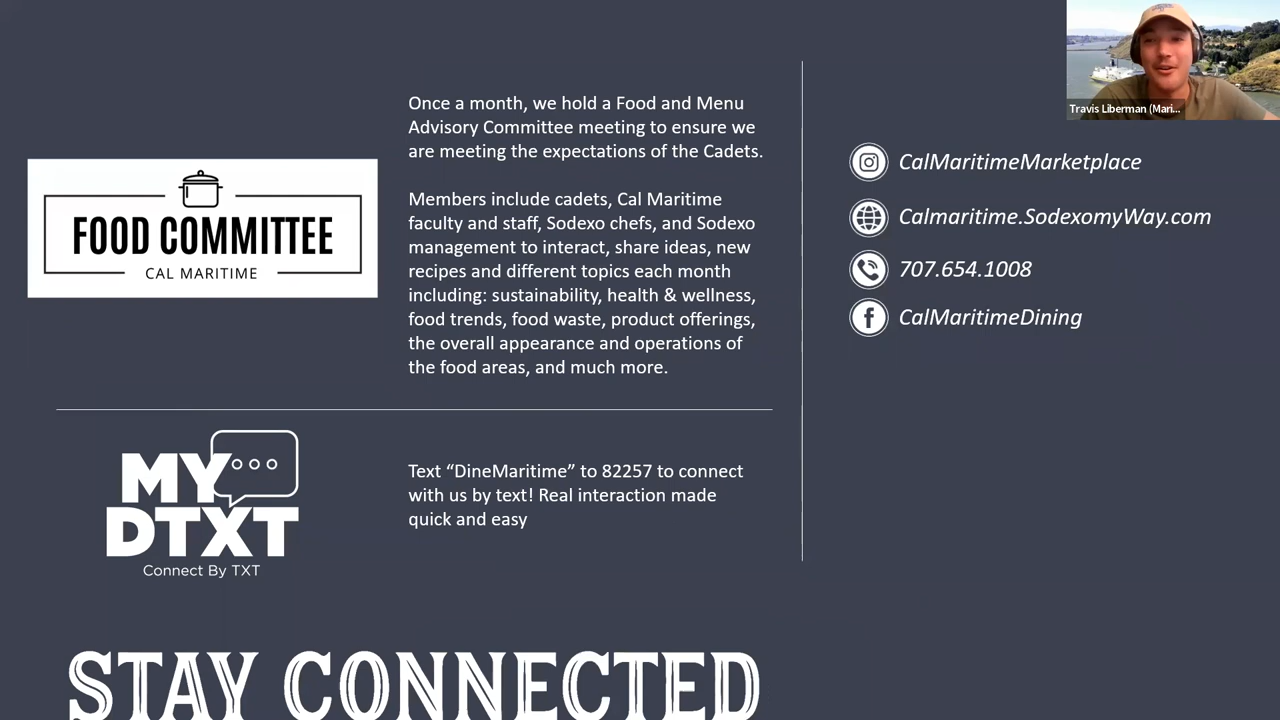 Once a month, we hold a Food and Menu
Advisory Committee meeting to ensure we
are meeting the expectations of the Cadets.
Members include cadets, Cal Maritime
faculty and staff, Sodexo chefs, and Sodexo
management to interact, share ideas, new
recipes and different topics each month
including: sustainability, health & wellness,
food trends, food waste, product offerings,
the overall appearance and operations of
the food areas, and much more.
FOOD COMMITTEE
CAL MARITIME
MY
DTXT
Connect By TXT
Text “DineMaritime” to 82257 to connect
with us by text! Real interaction made
quick and easy
STAY CONNECTED
Travis Liberman (Mari...
CalMaritimeMarketplace
Calmaritime.SodexomyWay.com
707.654.1008
CalMaritimeDining